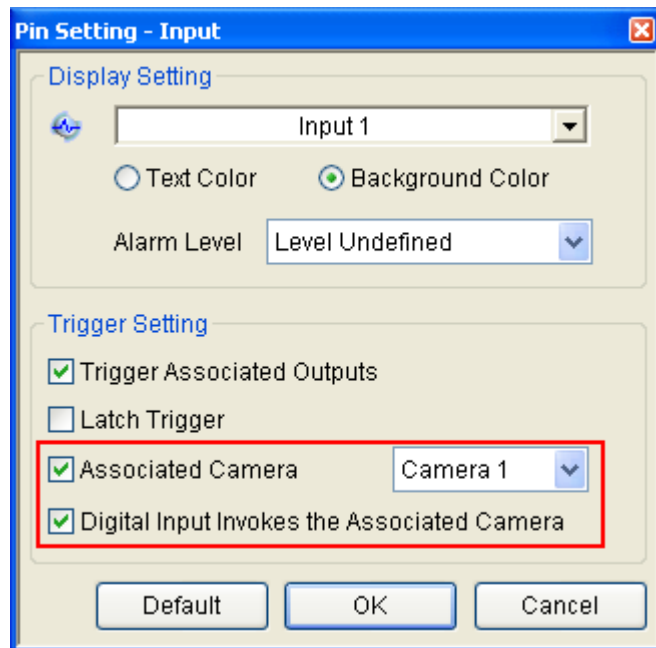 Pin Setting - Input
Display Setting
Input 1
Text Color Background Color
Alarm Level Level Undefined
Trigger Setting
Trigger Associated Outputs
Latch Trigger
Associated Camera Camera 1
Digital Input Invokes the Associated Camera
Default OK Cancel